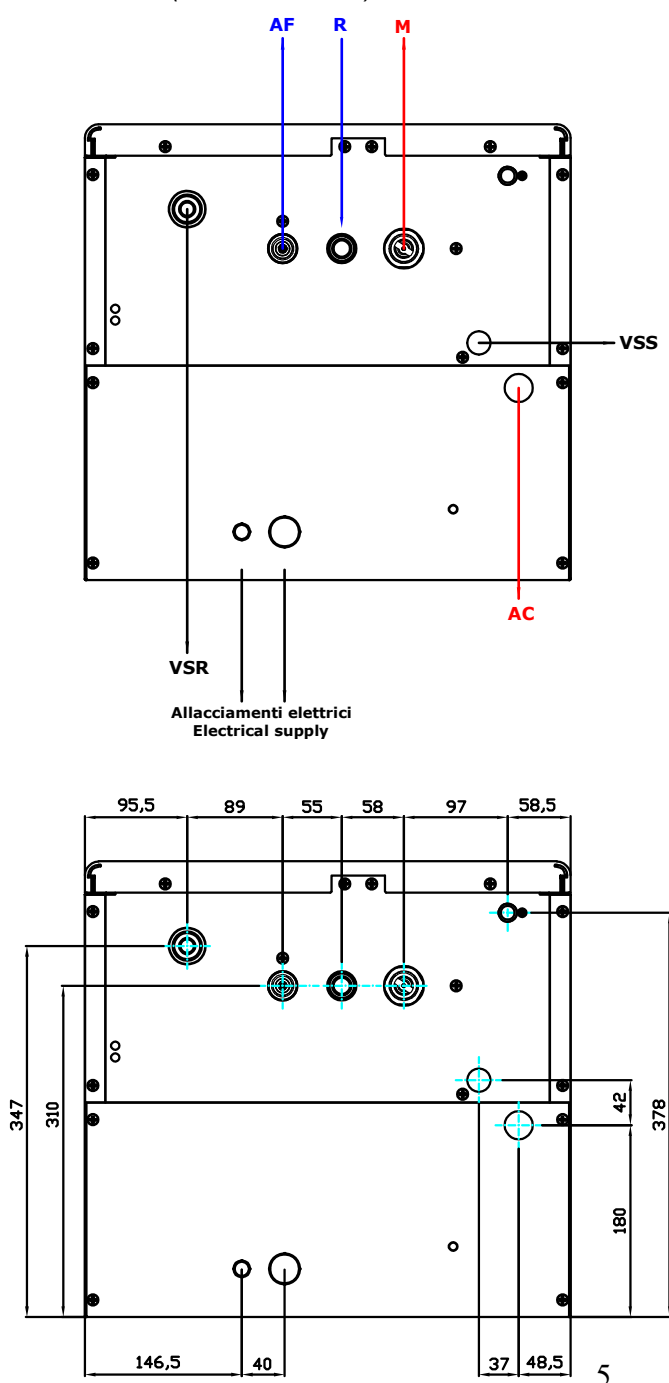 AF R M
VSS
AC
VSR
Allacciamenti elettrici
Electrical supply
95,5 89 55 58 97 58,5
347 310 42 378
180
146,5 40 37 48,5
5